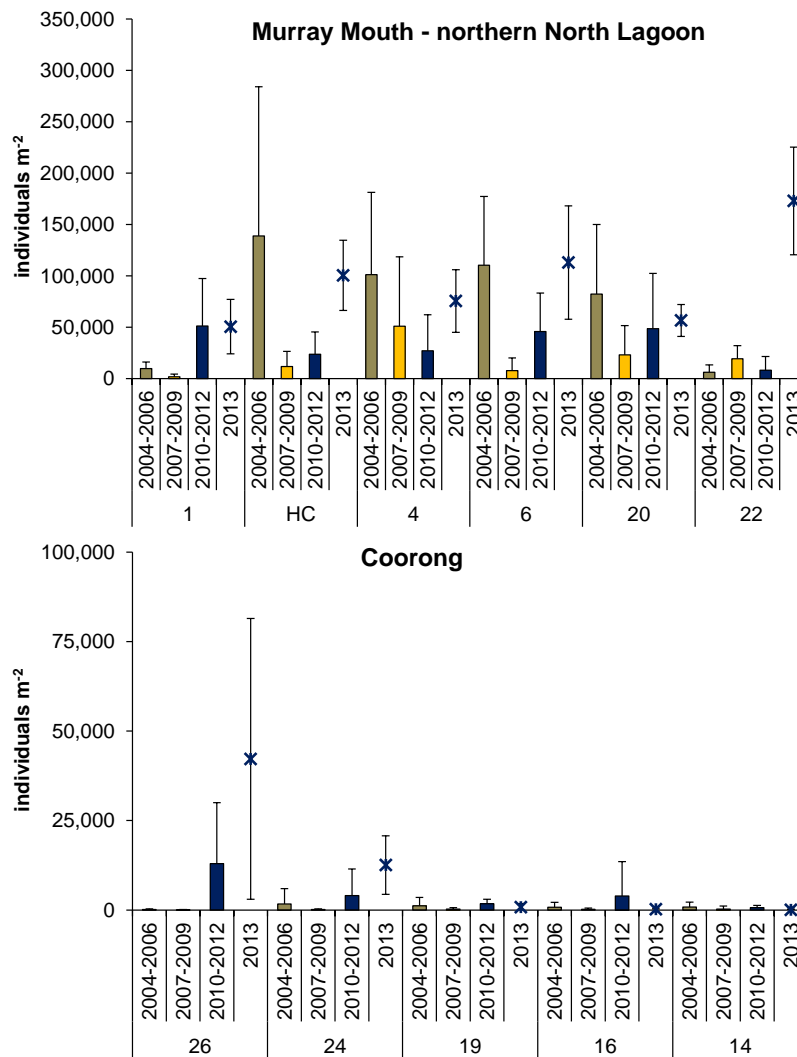 Murray Mouth - northern North Lagoon
individuals m-2
350,000
300,000
250,000
200,000
150,000
100,000
50,000
0
2004-2006 2007-2009 2010-2012 2013 2004-2006 2007-2009 2010-2012 2013 2004-2006 2007-2009 2010-2012 2013 2004-2006 2007-2009 2010-2012 2013 2004-2006 2007-2009 2010-2012 2013 2004-2006 2007-2009 2010-2012 2013
1 HC 4 6 20 22
Coorong
individuals m-2
100,000
75,000
50,000
25,000
0
2004-2006 2007-2009 2010-2012 2013 2004-2006 2007-2009 2010-2012 2013 2004-2006 2007-2009 2010-2012 2013 2004-2006 2007-2009 2010-2012 2013 2004-2006 2007-2009 2010-2012 2013
26 24 19 16 14